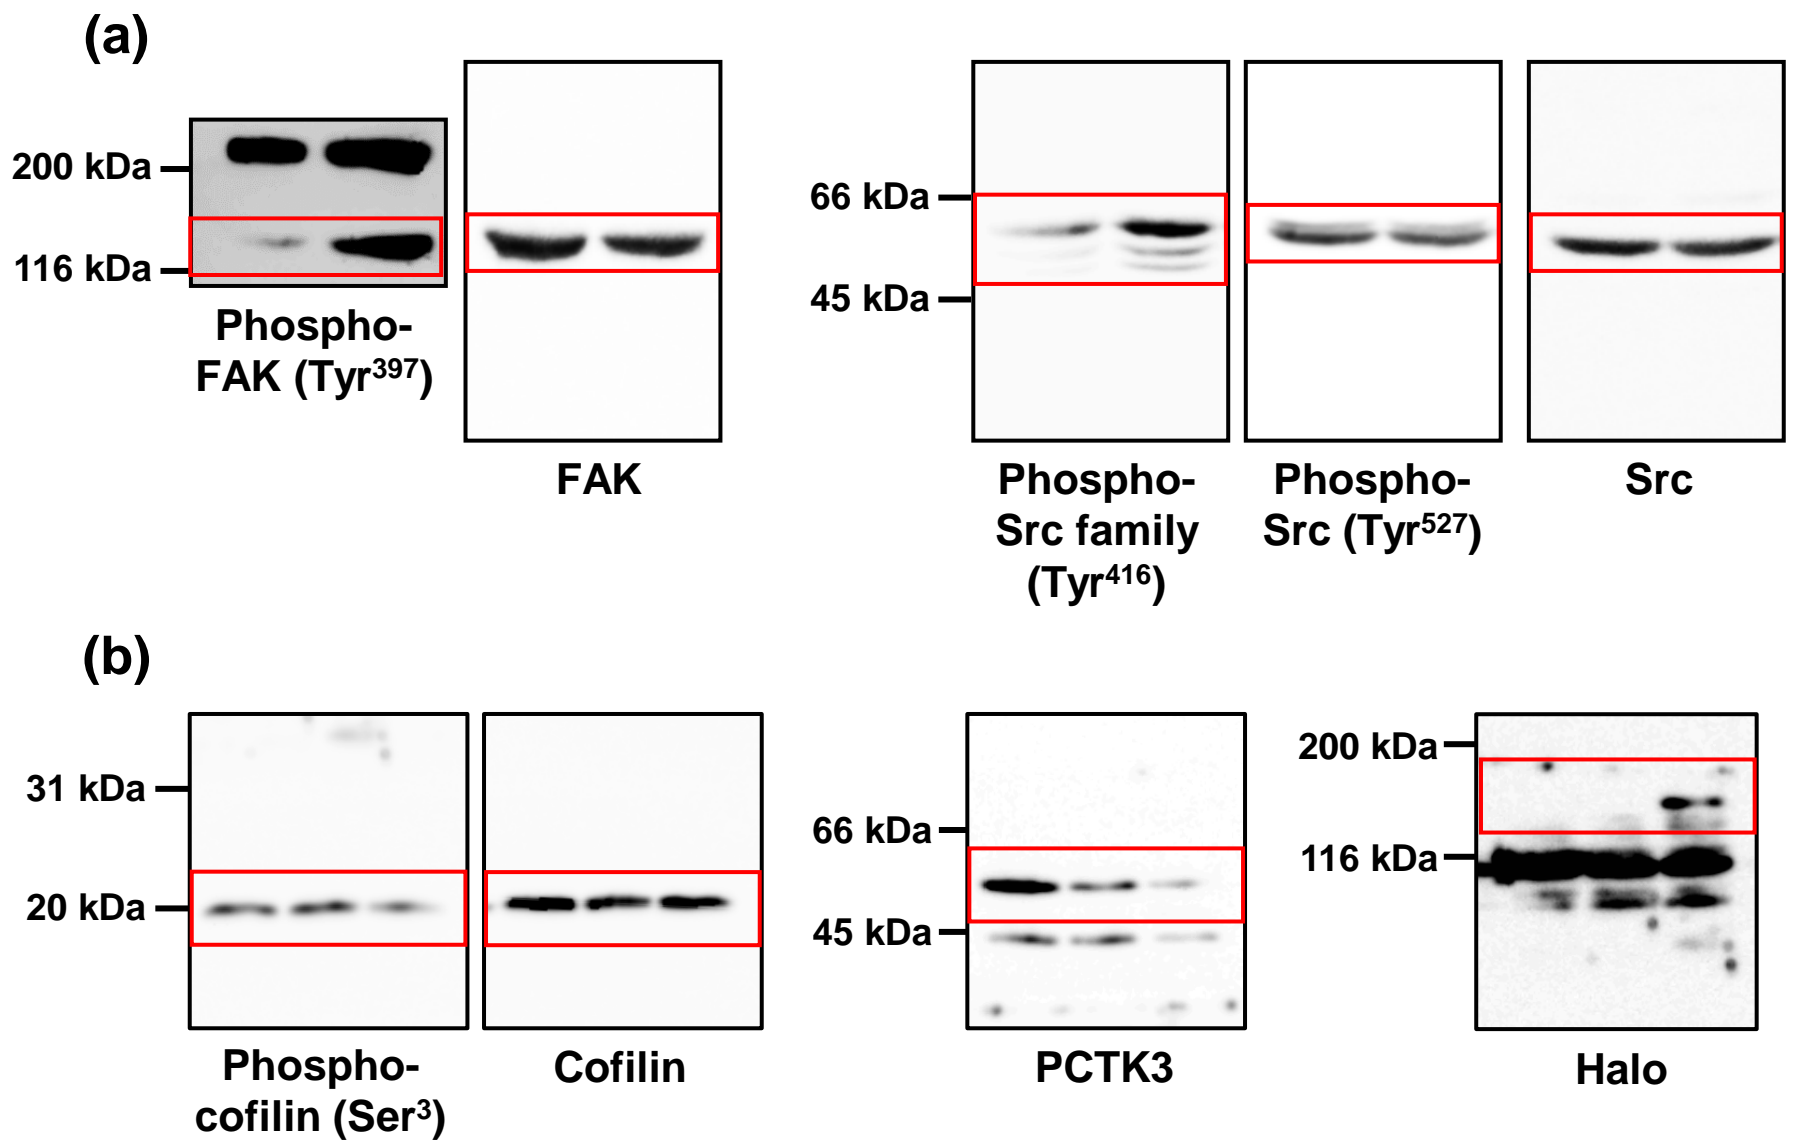 (a)
200 kDa
116 kDa
Phospho-
FAK (Tyr³⁹⁷)
FAK
66 kDa
45 kDa
Phospho-
Src family
(Tyr⁴¹⁶)
Phospho-
Src (Tyr⁵²⁷)
Src
(b)
31 kDa
20 kDa
Phospho-
cofilin (Ser³)
Cofilin
66 kDa
45 kDa
PCTK3
200 kDa
116 kDa
Halo